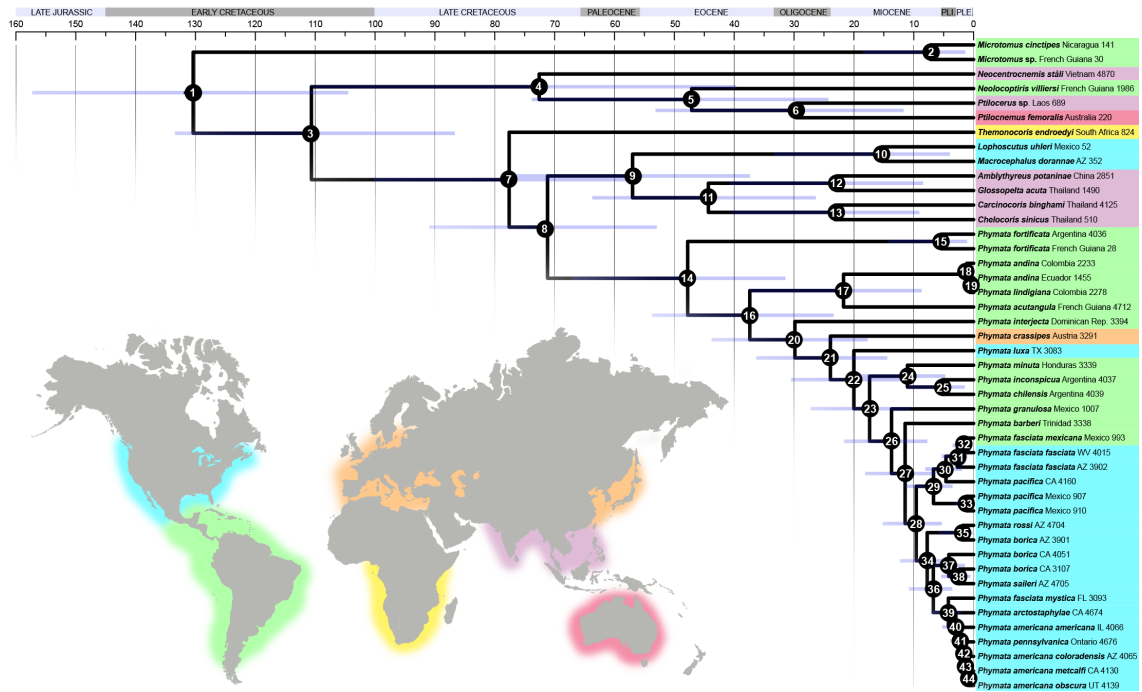 LATE JURASSIC EARLY CRETACEOUS LATE CRETACEOUS PALEOCENE EOCENE OLIGOCENE MIOCENE PLI PLE
160 140 130 120 110 100 90 80 70 60 50 40 30 20 10 0
Microtomus cinctipes Nicaragua 141
2
Microtomus sp. French Guiana 30
Neocentrocnemis ståli Vietnam 4870
4
Neolocoptiris villiersi French Guiana 1986
1
5
Ptilocerus sp. Laos 689
6
Ptilocnemus femoralis Australia 220
3
Themonocoris endroedyi South Africa 824
Lophoscutus uhleri Mexico 52
10
Macrocephalus dorannae AZ 352
9
Amblythyreus potaninae China 2851
7
12
Glossopelta acuta Thailand 1490
11
Carcinocoris binghami Thailand 4125
13
Chelocoris sinicus Thailand 510
8
Phymata fortificata Argentina 4036
15
Phymata fortificata French Guiana 28
Phymata andina Colombia 2233
18
14
Phymata andina Ecuador 1455
19
17
Phymata lindigiana Colombia 2278
Phymata acutangula French Guiana 4712
16
Phymata interjecta Dominican Rep. 3394
20
Phymata crassipes Austria 3291
Phymata luxa TX 3083
21
Phymata minuta Honduras 3339
24
22
Phymata inconspicua Argentina 4037
25
Phymata chilensis Argentina 4039
23
Phymata granulosa Mexico 1007
Phymata barberi Trinidad 3338
26
Phymata fasciata mexicana Mexico 993
32
Phymata fasciata fasciata WV 4015
31
Phymata fasciata fasciata AZ 3902
30
27
Phymata pacifica CA 4160
29
Phymata pacifica Mexico 907
33
Phymata pacifica Mexico 910
28
Phymata rossi AZ 4704
35
Phymata borica AZ 3901
Phymata borica CA 4051
34
37
Phymata borica CA 3107
38
Phymata saileri AZ 4705
36
Phymata fasciata mystica FL 3093
39
Phymata arctostaphylae CA 4674
40
Phymata americana americana IL 4066
41
Phymata pennsylvanica Ontario 4676
42
Phymata americana coloradensis AZ 4065
43
Phymata americana metcalfi CA 4130
44
Phymata americana obscura UT 4139